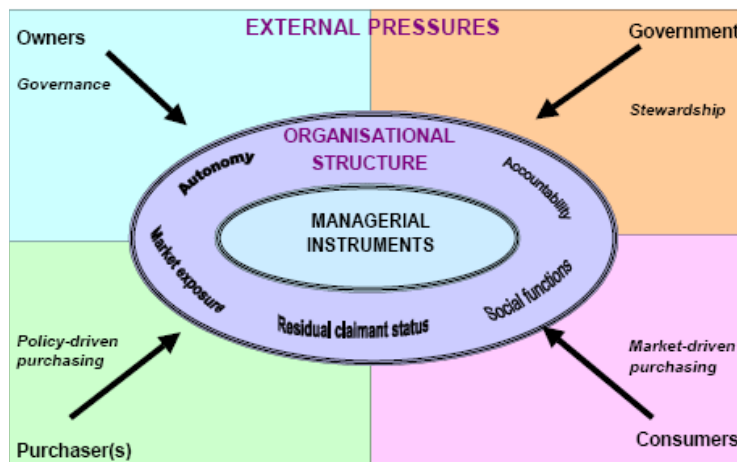 EXTERNAL PRESSURES
Owners
Governance
Government
Stewardship
ORGANISATIONAL
STRUCTURE
Autonomy
Accountability
MANAGERIAL
INSTRUMENTS
Market exposure
Social functions
Residual claimant status
Policy-driven
purchasing
Purchaser(s)
Market-driven
purchasing
Consumers